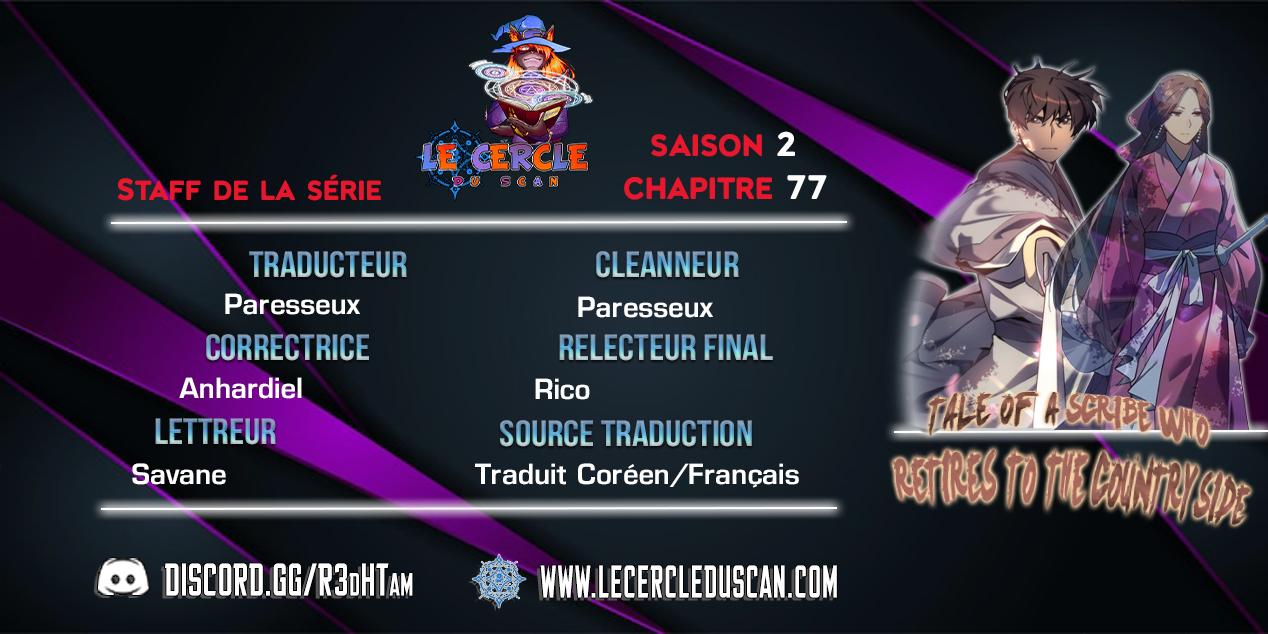 LE CERCLE
DU SCAN
SAISON 2
CHAPITRE 77
STAFF DE LA SÉRIE
TRADUCTEUR
Paresseux
CLEANNEUR
Paresseux
CORRECTRICE
Anhardiel
RELECTEUR FINAL
Rico
LETTREUR
Savane
SOURCE TRADUCTION
Traduit Coréen/Français
TALE OF A SCRIBE WHO
RETIRES TO THE COUNTRYSIDE
DISCORD.GG/R3DHTAM
WWW.LECERCLEDUSCAN.COM